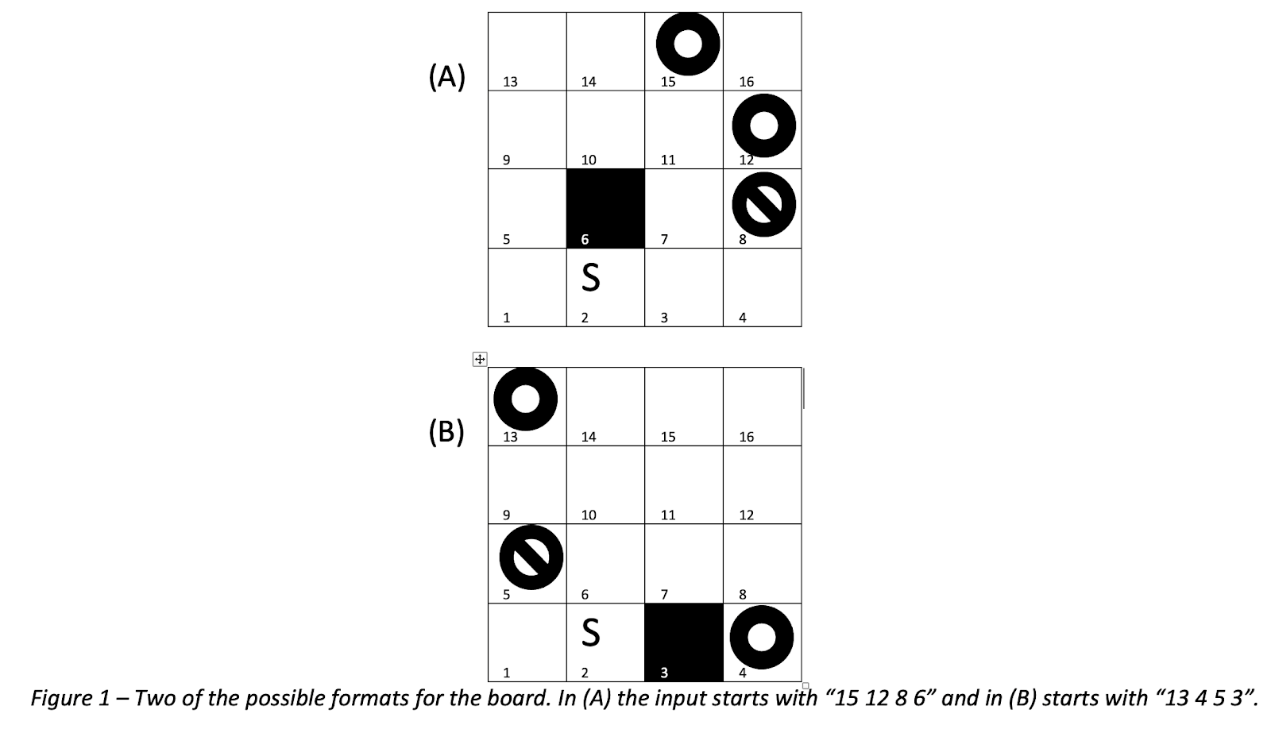 (A)
13 14 15 16
9 10 11 12
5 6 7 8
S
1 2 3 4
(B)
13 14 15 16
9 10 11 12
5 6 7 8
S
1 2 3 4
Figure 1 – Two of the possible formats for the board. In (A) the input starts with “15 12 8 6” and in (B) starts with “13 4 5 3”.